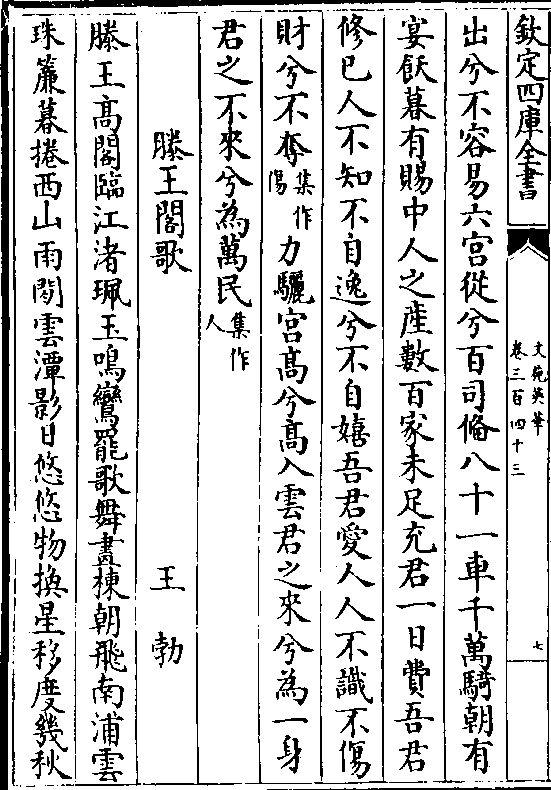 欽定四庫全書
文苑英華
卷三百四十三
七
出兮不容易六宮從兮百司偹八十一車千萬騎朝有
宴飫暮有賜中人之産數百家未足充君一日費吾君
修已人不知不自逸兮不自嬉吾君愛人人不識不傷
財兮不奪集作傷力驪宮髙兮髙入雲君之來兮為一身
君之不來兮為萬民集作人
滕王閣歌 王勃
滕王髙閣臨江渚珮玉鳴鸞罷歌舞畫棟朝飛南浦雲
珠簾暮捲西山雨閑雲潭影日悠悠物換星移度幾秋